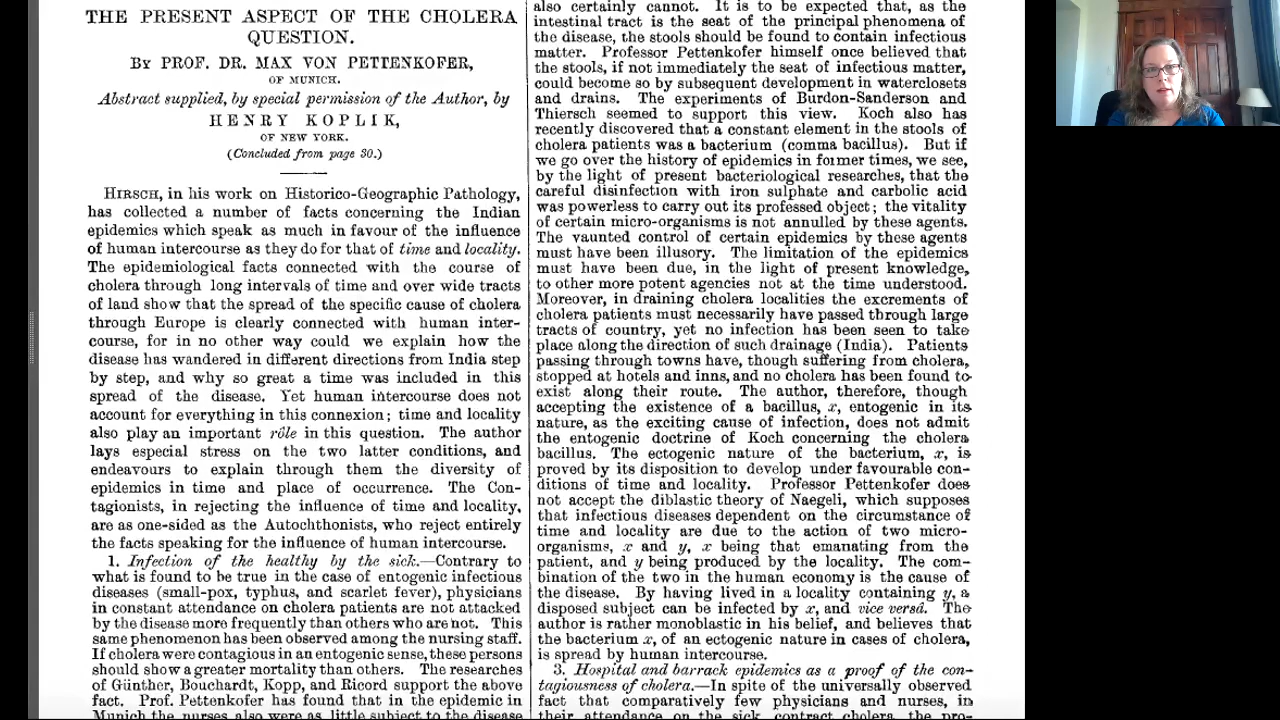 THE PRESENT ASPECT OF THE CHOLERA
QUESTION.
By PROF. DR. MAX VON PETTENKOFER,
OF MUNICH.
Abstract supplied, by special permission of the Author, by
HENRY KOPLIK,
OF NEW YORK.
(Concluded from page 30.)
HIRSCH, in his work on Historico-Geographic Pathology,
has collected a number of facts concerning the Indian
epidemics which speak as much in favour of the influence
of human intercourse as they do for that of time and locality.
The epidemiological facts connected with the course of
cholera through long intervals of time and over wide tracts
of land show that the spread of the specific cause of cholera
through Europe is clearly connected with human inter-
course, for in no other way could we explain how the
disease has wandered in different directions from India step
by step, and why so great a time was included in this
spread of the disease. Yet human intercourse does not
account for everything in this connexion; time and locality
also play an important rôle in this question. The author
lays especial stress on the two latter conditions, and
endeavours to explain through them the diversity of
epidemics in time and place of occurrence. The Con-
tagionists, in rejecting the influence of time and locality,
are as one-sided as the Autochthonists, who reject entirely
the facts speaking for the influence of human intercourse.
1. Infection of the healthy by the sick.—Contrary to
what is found to be true in the case of entogenic infectious
diseases (small-pox, typhus, and scarlet fever), physicians
in constant attendance on cholera patients are not attacked
by the disease more frequently than others who are not. This
same phenomenon has been observed among the nursing staff.
If cholera were contagious in an entogenic sense, these persons
should show a greater mortality than others. The researches
of Günther, Bouchardt, Kopp, and Ricord support the above
fact. Prof. Pettenkofer has found that in the epidemic in
Munich the nurses also were as little subject to the disease
also certainly cannot. It is to be expected that, as the
intestinal tract is the seat of the principal phenomena of
the disease, the stools should be found to contain infectious
matter. Professor Pettenkofer himself once believed that
the stools, if not immediately the seat of infectious matter,
could become so by subsequent development in waterclosets
and drains. The experiments of Burdon-Sanderson and
Thiersch seemed to support this view. Koch also has
recently discovered that a constant element in the stools of
cholera patients was a bacterium (comma bacillus). But if
we go over the history of epidemics in former times, we see,
by the light of present bacteriological researches, that the
careful disinfection with iron sulphate and carbolic acid
was powerless to carry out its professed object; the vitality
of certain micro-organisms is not annulled by these agents.
The vaunted control of certain epidemics by these agents
must have been illusory. The limitation of the epidemics
must have been due, in the light of present knowledge,
to other more potent agencies not at the time understood.
Moreover, in draining cholera localities the excrements of
cholera patients must necessarily have passed through large
tracts of country, yet no infection has been seen to take
place along the direction of such drainage (India). Patients
passing through towns have, though suffering from cholera,
stopped at hotels and inns, and no cholera has been found to
exist along their route. The author, therefore, though
accepting the existence of a bacillus, x, entogenic in its
nature, as the exciting cause of infection, does not admit
the entogenic doctrine of Koch concerning the cholera
bacillus. The ectogenic nature of the bacterium, x, is
proved by its disposition to develop under favourable con-
ditions of time and locality. Professor Pettenkofer does
not accept the diblastic theory of Naegeli, which supposes
that infectious diseases dependent on the circumstance of
time and locality are due to the action of two micro-
organisms, x and y, x being that emanating from the
patient, and y being produced by the locality. The com-
bination of the two in the human economy is the cause of
the disease. By having lived in a locality containing y, a
disposed subject can be infected by x, and vice versâ. The
author is rather monoblastic in his belief, and believes that
the bacterium x, of an ectogenic nature in cases of cholera,
is spread by human intercourse.
3. Hospital and barrack epidemics as a proof of the con-
tagiousness of cholera.—In spite of the universally observed
fact that comparatively few physicians and nurses, in
their attendance on the sick, contract cholera, the pro-